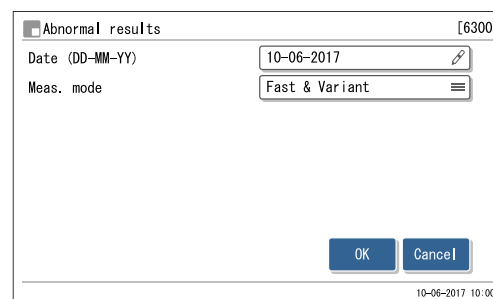 Abnormal results [6300
Date (DD-MM-YY) 10-06-2017
Meas. mode Fast & Variant
OK Cancel
10-06-2017 10:00